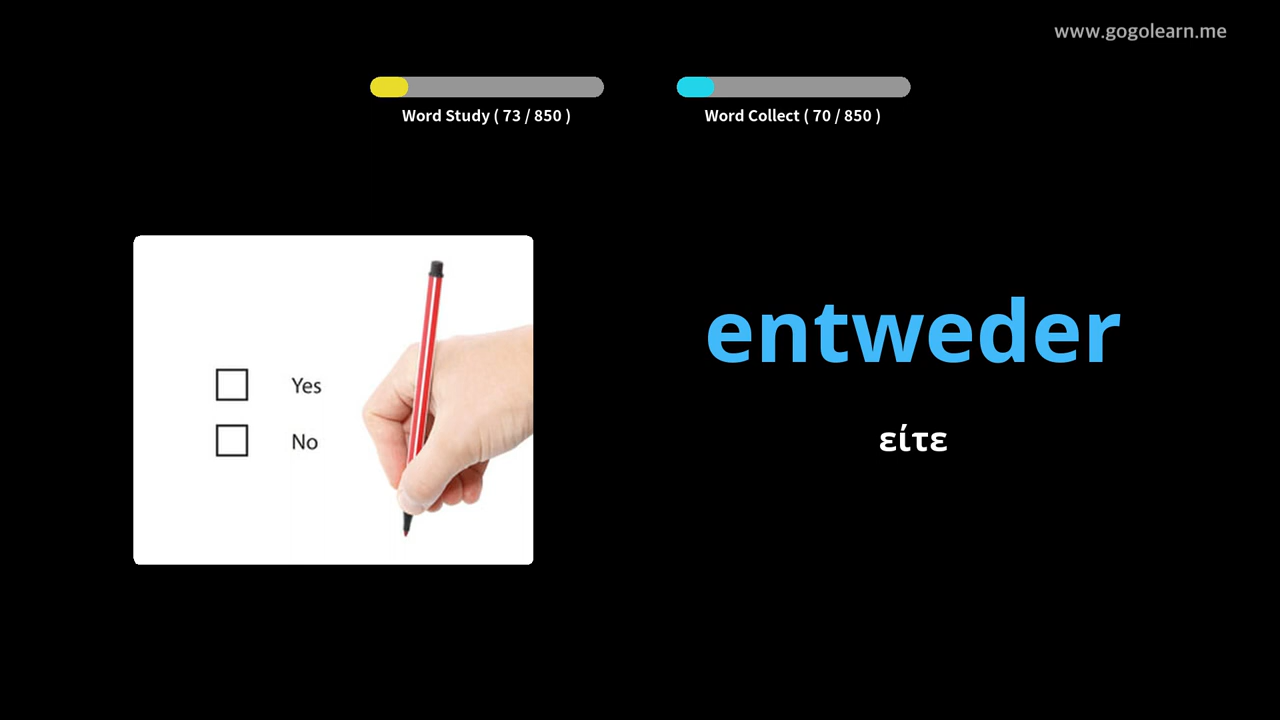 www.gogolearn.me
Word Study ( 73 / 850 )
Word Collect ( 70 / 850 )
Yes
No
entweder
είτε